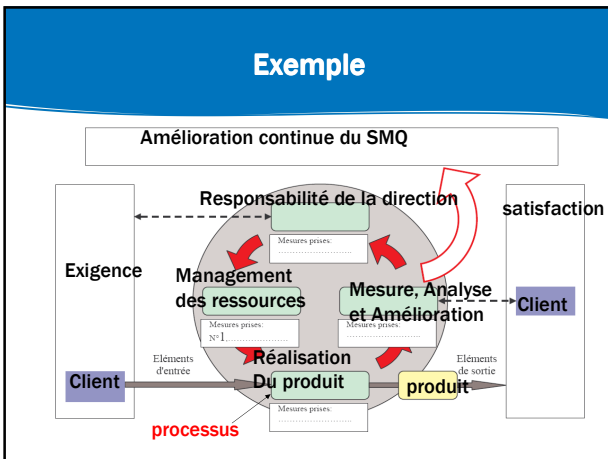 Exemple
Amélioration continue du SMQ
Responsabilité de la direction
satisfaction
Mesures prises:
........................
Exigence
Management
des ressources
Mesure, Analyse
et Amélioration
Client
Mesures prises:
N°1,....................
Mesures prises:
........................
Eléments
d'entrée
Réalisation
Du produit
Eléments
de sortie
Client
produit
Mesures prises:
........................
processus